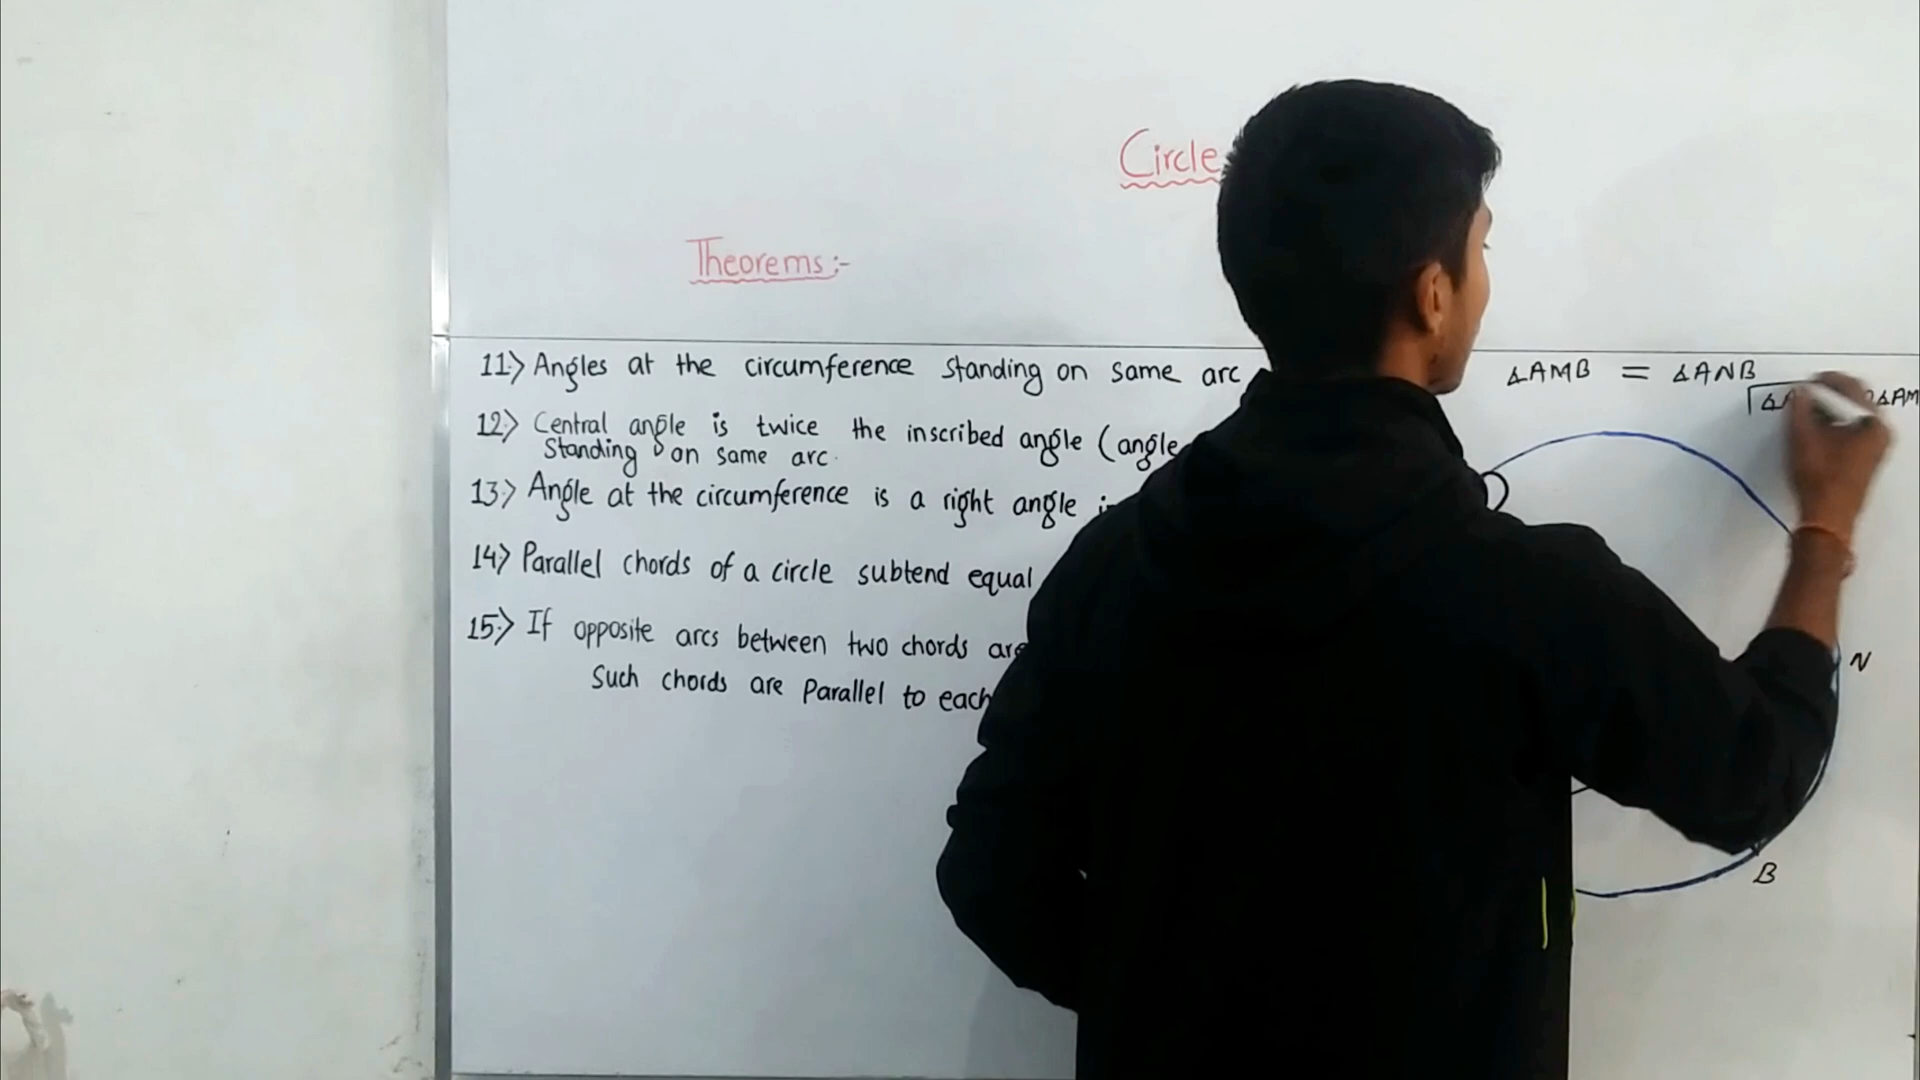 Circle
Theorems :-
11) Angles at the circumference standing on same arc
∡AMB = ∡ANB
12) Central angle is twice the inscribed angle (angle
Standing on same arc.
13) Angle at the circumference is a right angle
14) Parallel chords of a circle subtend equal
15) If opposite arcs between two chords are
Such chords are Parallel to each
N
B